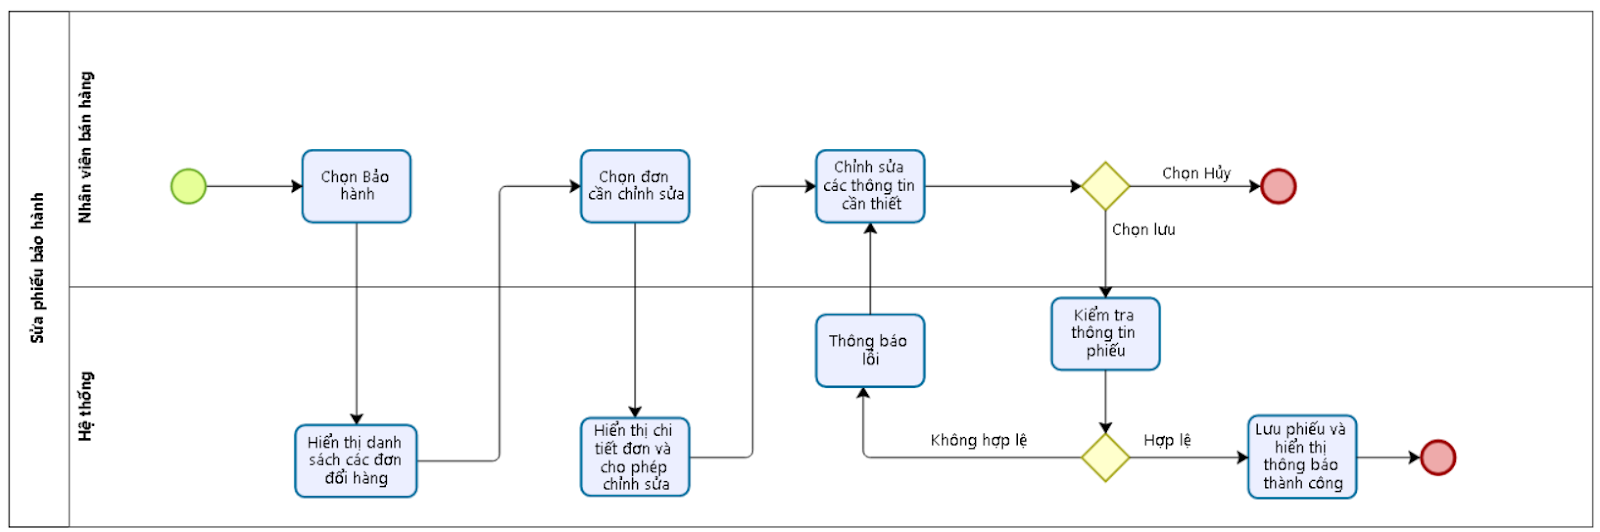 Sửa phiếu bảo hành
Nhân viên bán hàng
Chọn Bảo
hành
Chọn đơn
cần chỉnh sửa
Chỉnh sửa
các thông tin
cần thiết
Chọn Hủy
Chọn lưu
Hệ thống
Hiển thị danh
sách các đơn
đổi hàng
Hiển thị chi
tiết đơn và
cho phép
chỉnh sửa
Thông báo
lỗi
Kiểm tra
thông tin
phiếu
Không hợp lệ
Hợp lệ
Lưu phiếu và
hiển thị
thông báo
thành công